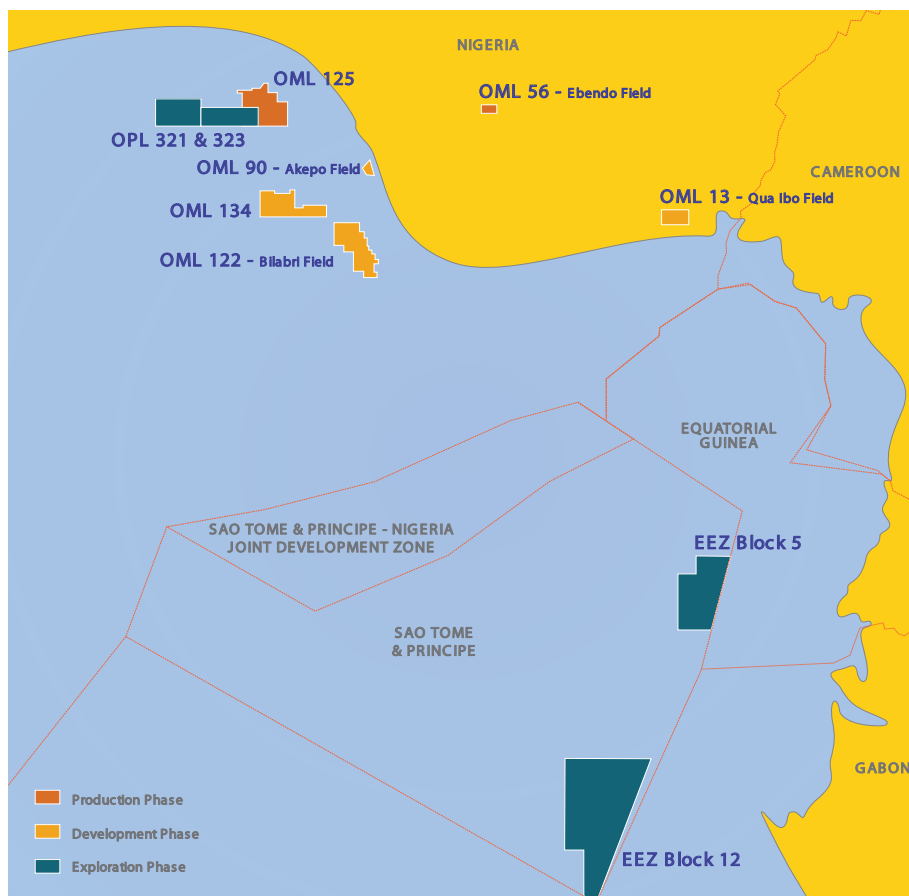 NIGERIA
OML 125
OML 56 - Ebendo Field
OPL 321 & 323
OML 90 - Akepo Field
CAMEROON
OML 13 - Qua Ibo Field
OML 134
OML 122 - Bilabri Field
EQUATORIAL
GUINEA
SAO TOME & PRINCIPE - NIGERIA
JOINT DEVELOPMENT ZONE
EEZ Block 5
SAO TOME
& PRINCIPE
GABON
Production Phase
Development Phase
Exploration Phase
EEZ Block 12